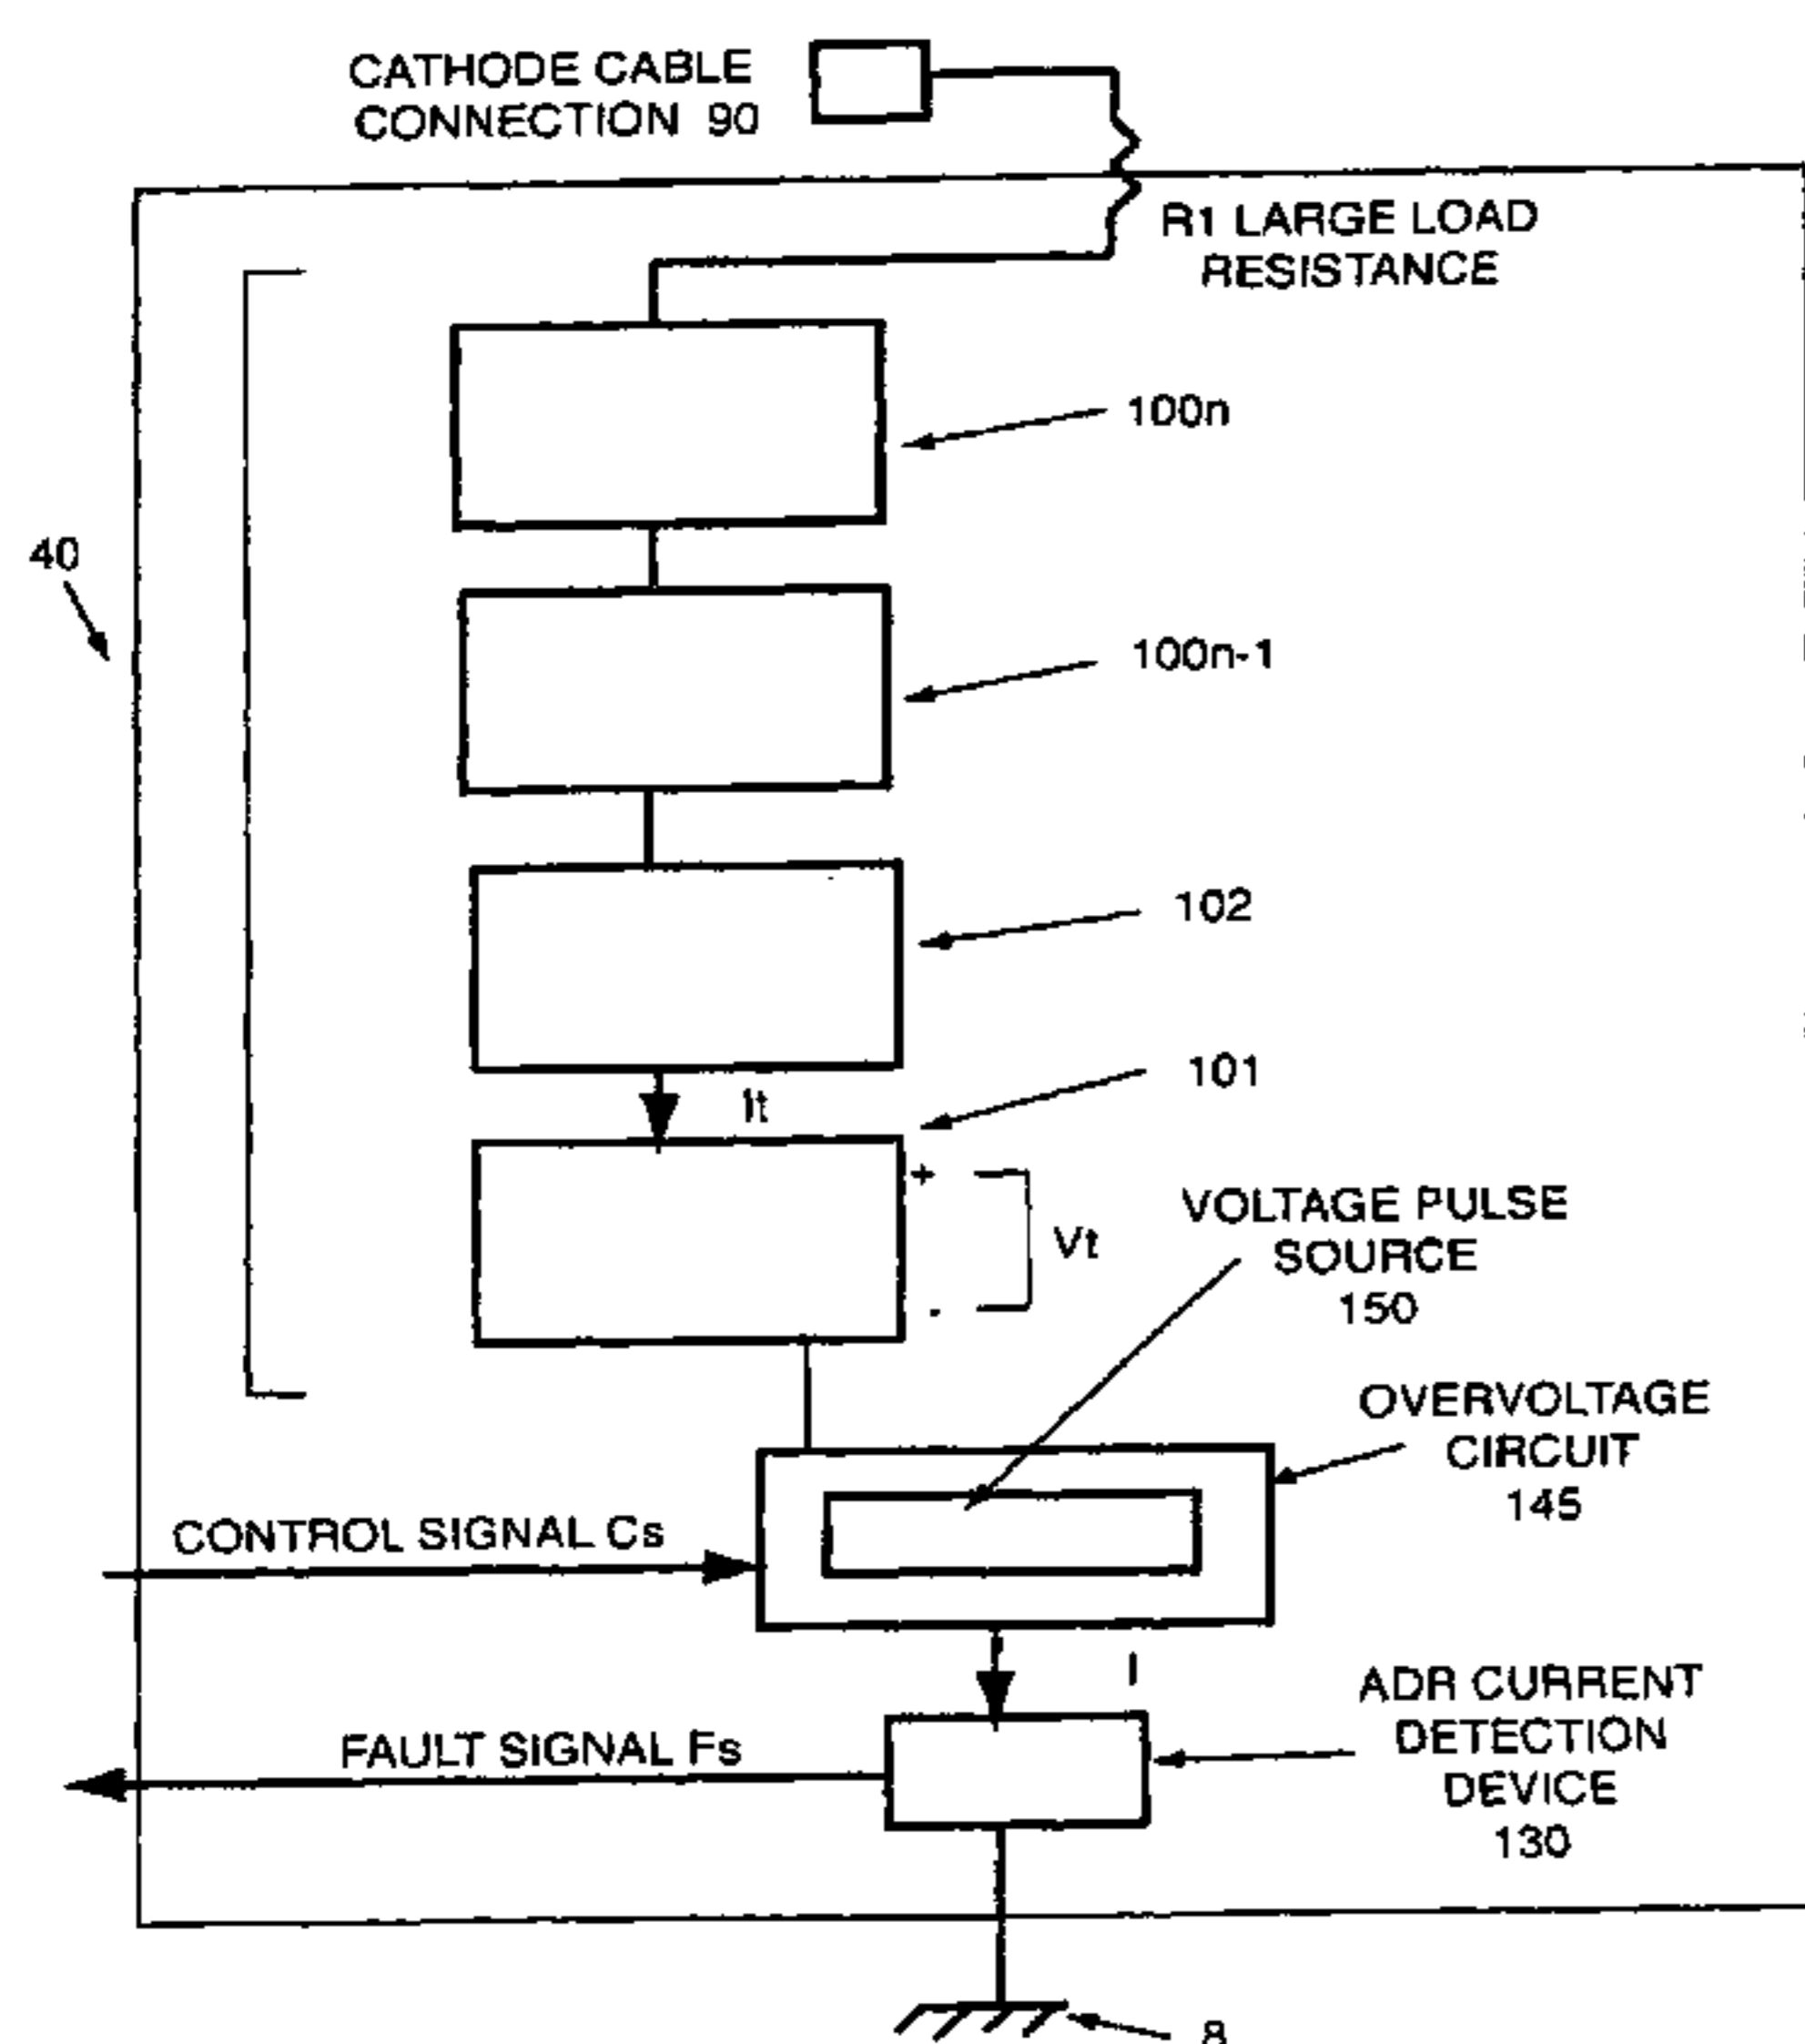 CATHODE CABLE
CONNECTION 90
R1 LARGE LOAD
RESISTANCE
100n
40
100n-1
102
101
It
+
Vt
-
VOLTAGE PULSE
SOURCE
150
OVERVOLTAGE
CIRCUIT
145
CONTROL SIGNAL Cs
I
ADR CURRENT
DETECTION
DEVICE
130
FAULT SIGNAL Fs
8